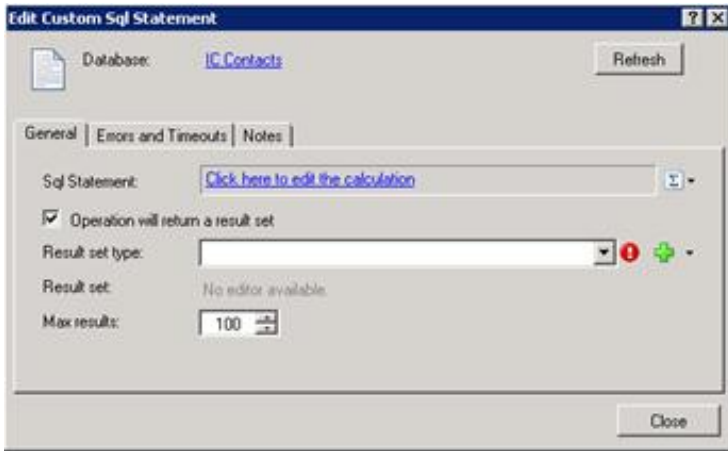 Edit Custom Sql Statement
Database: IC Contacts Refresh
General Errors and Timeouts Notes
Sql Statement: Click here to edit the calculation Σ
Operation will return a result set
Result set type:
Result set: No editor available.
Max results: 100
Close